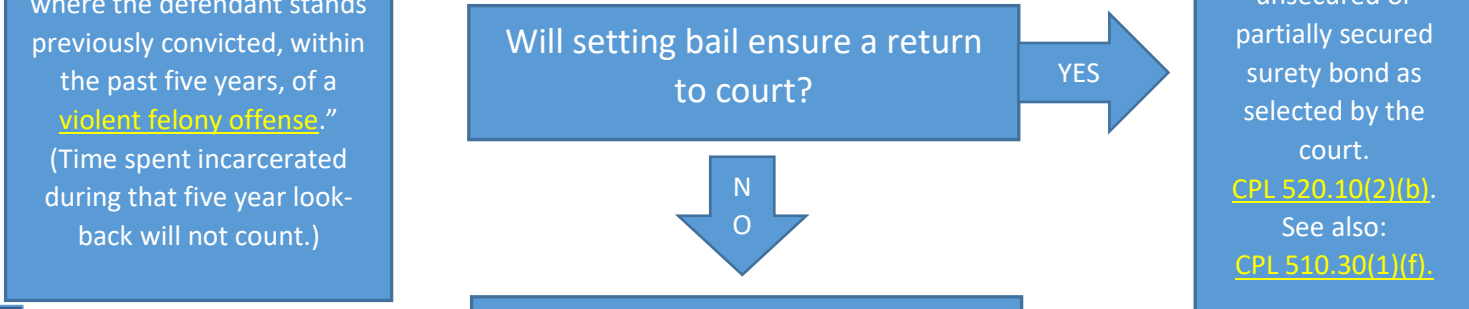 where the defendant stands
previously convicted, within
the past five years, of a
violent felony offense.”
(Time spent incarcerated
during that five year look-
back will not count.)
Will setting bail ensure a return
to court?
YES
N
O
unsecured or
partially secured
surety bond as
selected by the
court.
CPL 520.10(2)(b).
See also:
CPL 510.30(1)(f).